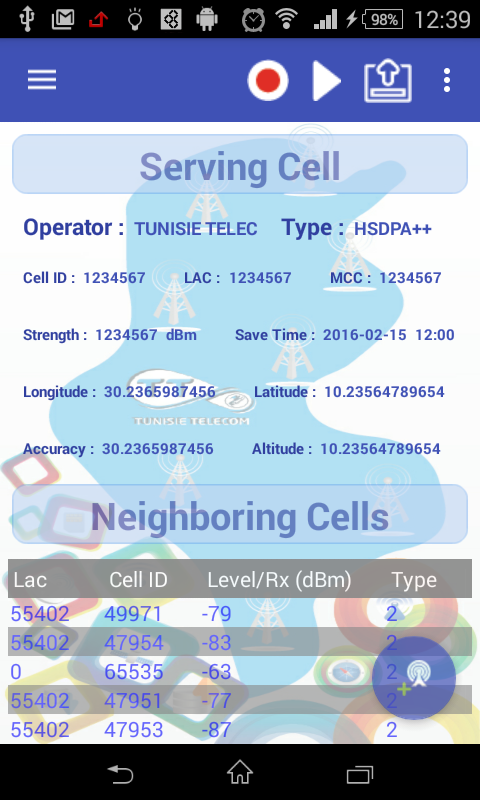 98% 12:39
Serving Cell
Operator : TUNISIE TELEC Type : HSDPA++
Cell ID : 1234567 LAC : 1234567 MCC : 1234567
Strength : 1234567 dBm Save Time : 2016-02-15 12:00
Longitude : 30.2365987456 Latitude : 10.23564789654
TUNISIE TELECOM
Accuracy : 30.2365987456 Altitude : 10.23564789654
Neighboring Cells
Lac Cell ID Level/Rx (dBm) Type
55402 49971 -79 2
55402 47954 -83 2
0 65535 -63 2
55402 47951 -77 2
55402 47953 -87 2